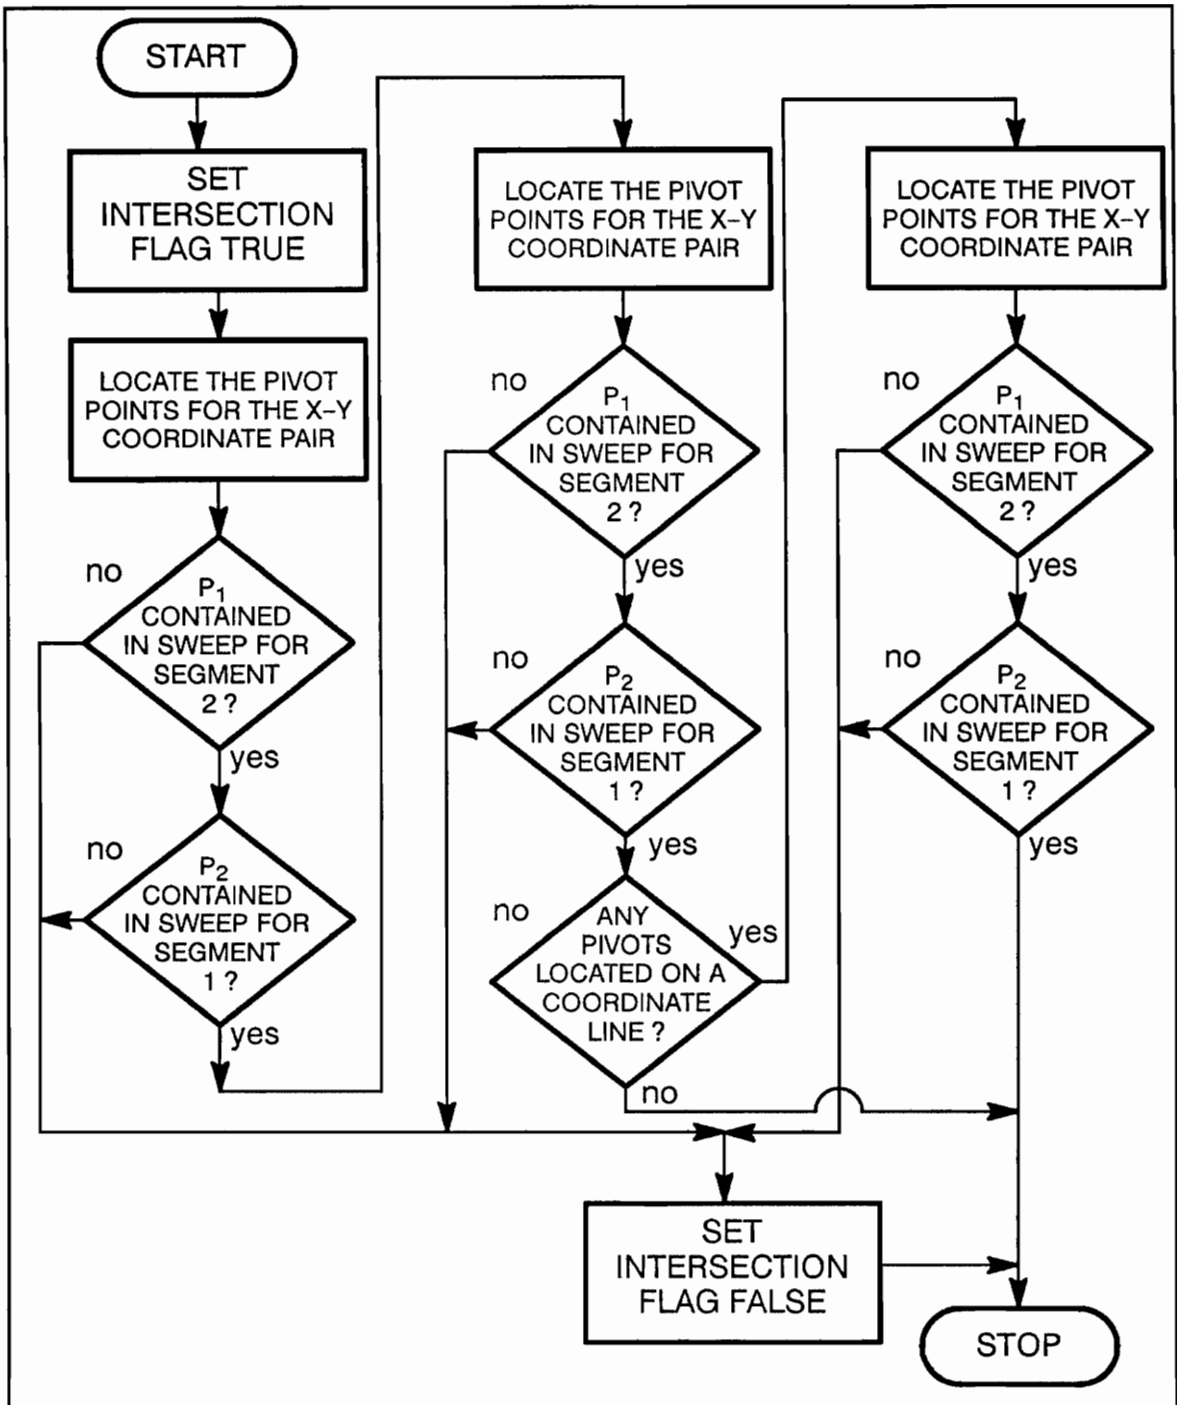 START
SET
INTERSECTION
FLAG TRUE
LOCATE THE PIVOT
POINTS FOR THE X–Y
COORDINATE PAIR
no
P1
CONTAINED
IN SWEEP FOR
SEGMENT
2 ?
yes
no
P2
CONTAINED
IN SWEEP FOR
SEGMENT
1 ?
yes
LOCATE THE PIVOT
POINTS FOR THE X–Y
COORDINATE PAIR
no
P1
CONTAINED
IN SWEEP FOR
SEGMENT
2 ?
yes
no
P2
CONTAINED
IN SWEEP FOR
SEGMENT
1 ?
yes
no
ANY
PIVOTS
LOCATED ON A
COORDINATE
LINE ?
yes
no
LOCATE THE PIVOT
POINTS FOR THE X–Y
COORDINATE PAIR
no
P1
CONTAINED
IN SWEEP FOR
SEGMENT
2 ?
yes
no
P2
CONTAINED
IN SWEEP FOR
SEGMENT
1 ?
yes
SET
INTERSECTION
FLAG FALSE
STOP